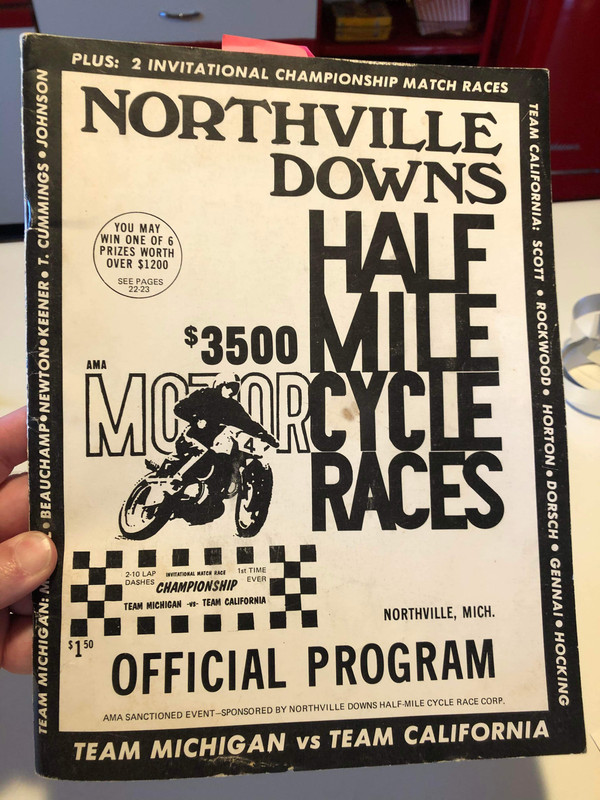 PLUS: 2 INVITATIONAL CHAMPIONSHIP MATCH RACES
NORTHVILLE
DOWNS
HALF
MILE
CYCLE
RACES
YOU MAY
WIN ONE OF 6
PRIZES WORTH
OVER $1200
SEE PAGES
22-23
$3500
AMA
MOTOR
4
2-10 LAP
DASHES
INVITATIONAL MATCH RACE
CHAMPIONSHIP
1st TIME
EVER
TEAM MICHIGAN -vs- TEAM CALIFORNIA
NORTHVILLE, MICH.
$1.50
OFFICIAL PROGRAM
AMA SANCTIONED EVENT—SPONSORED BY NORTHVILLE DOWNS HALF-MILE CYCLE RACE CORP.
TEAM MICHIGAN vs TEAM CALIFORNIA
TEAM MICHIGAN: • BEAUCHAMP • NEWTON • KEENER • T. CUMMINGS • JOHNSON
TEAM CALIFORNIA: SCOTT • ROCKWOOD • HORTON • DORSCH • GENNAI • HOCKING